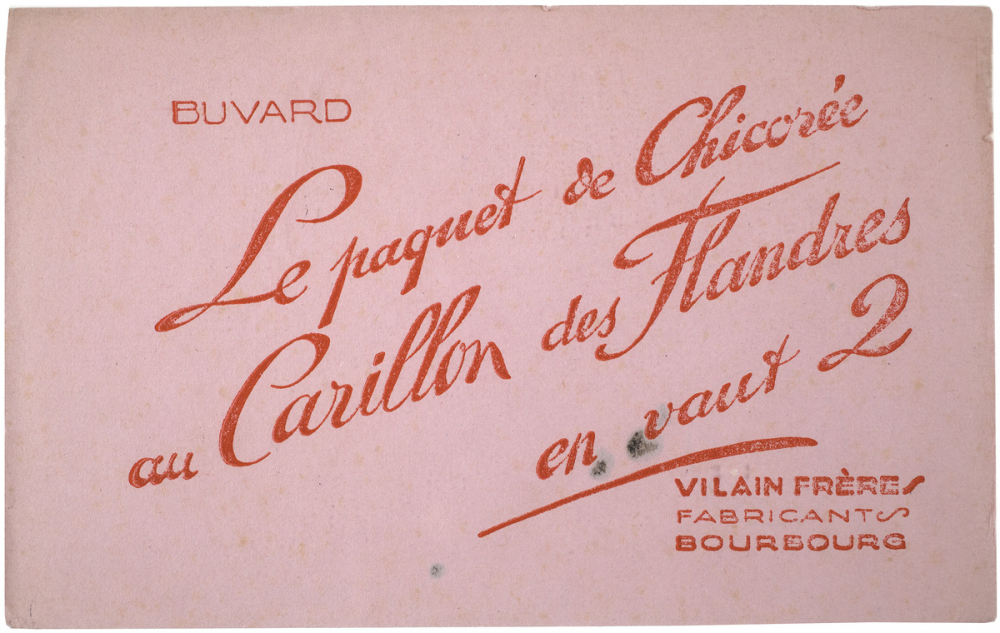 BUVARD
Le paquet de Chicorée
au Carillon des Flandres
en vaut 2
VILAIN FRÈRES
FABRICANTS
BOURBOURG